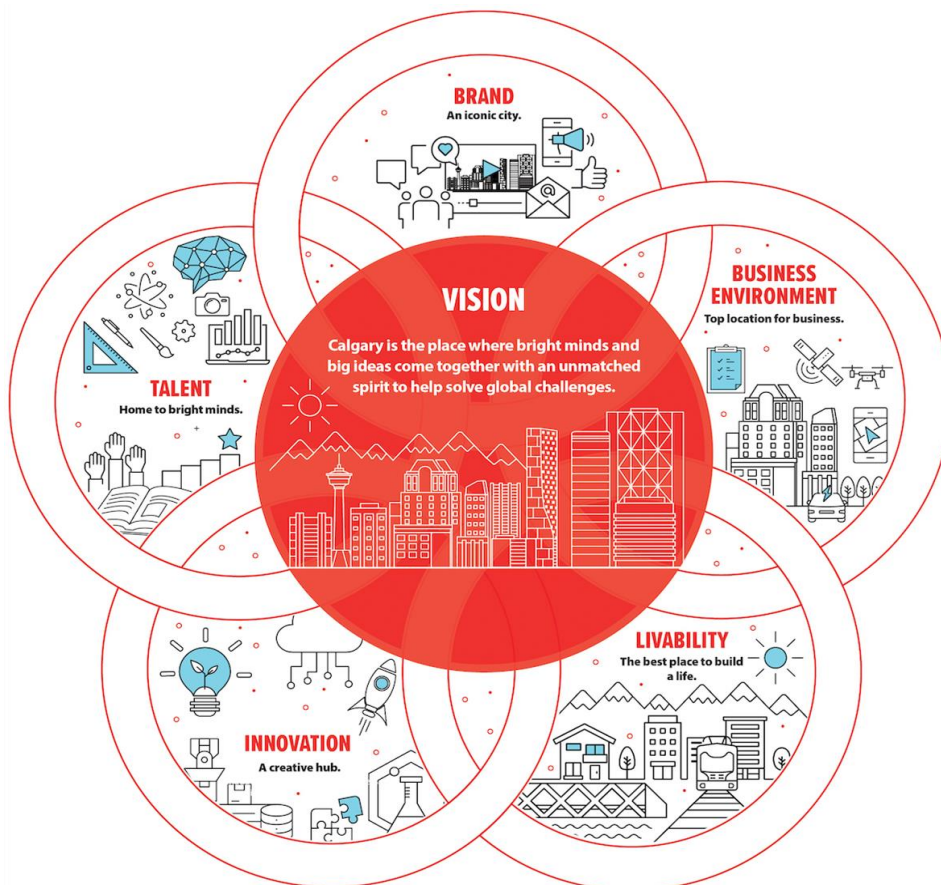 BRAND
An iconic city.
@
VISION
Calgary is the place where bright minds and
big ideas come together with an unmatched
spirit to help solve global challenges.
BUSINESS
ENVIRONMENT
Top location for business.
TALENT
Home to bright minds.
LIVABILITY
The best place to build
a life.
INNOVATION
A creative hub.